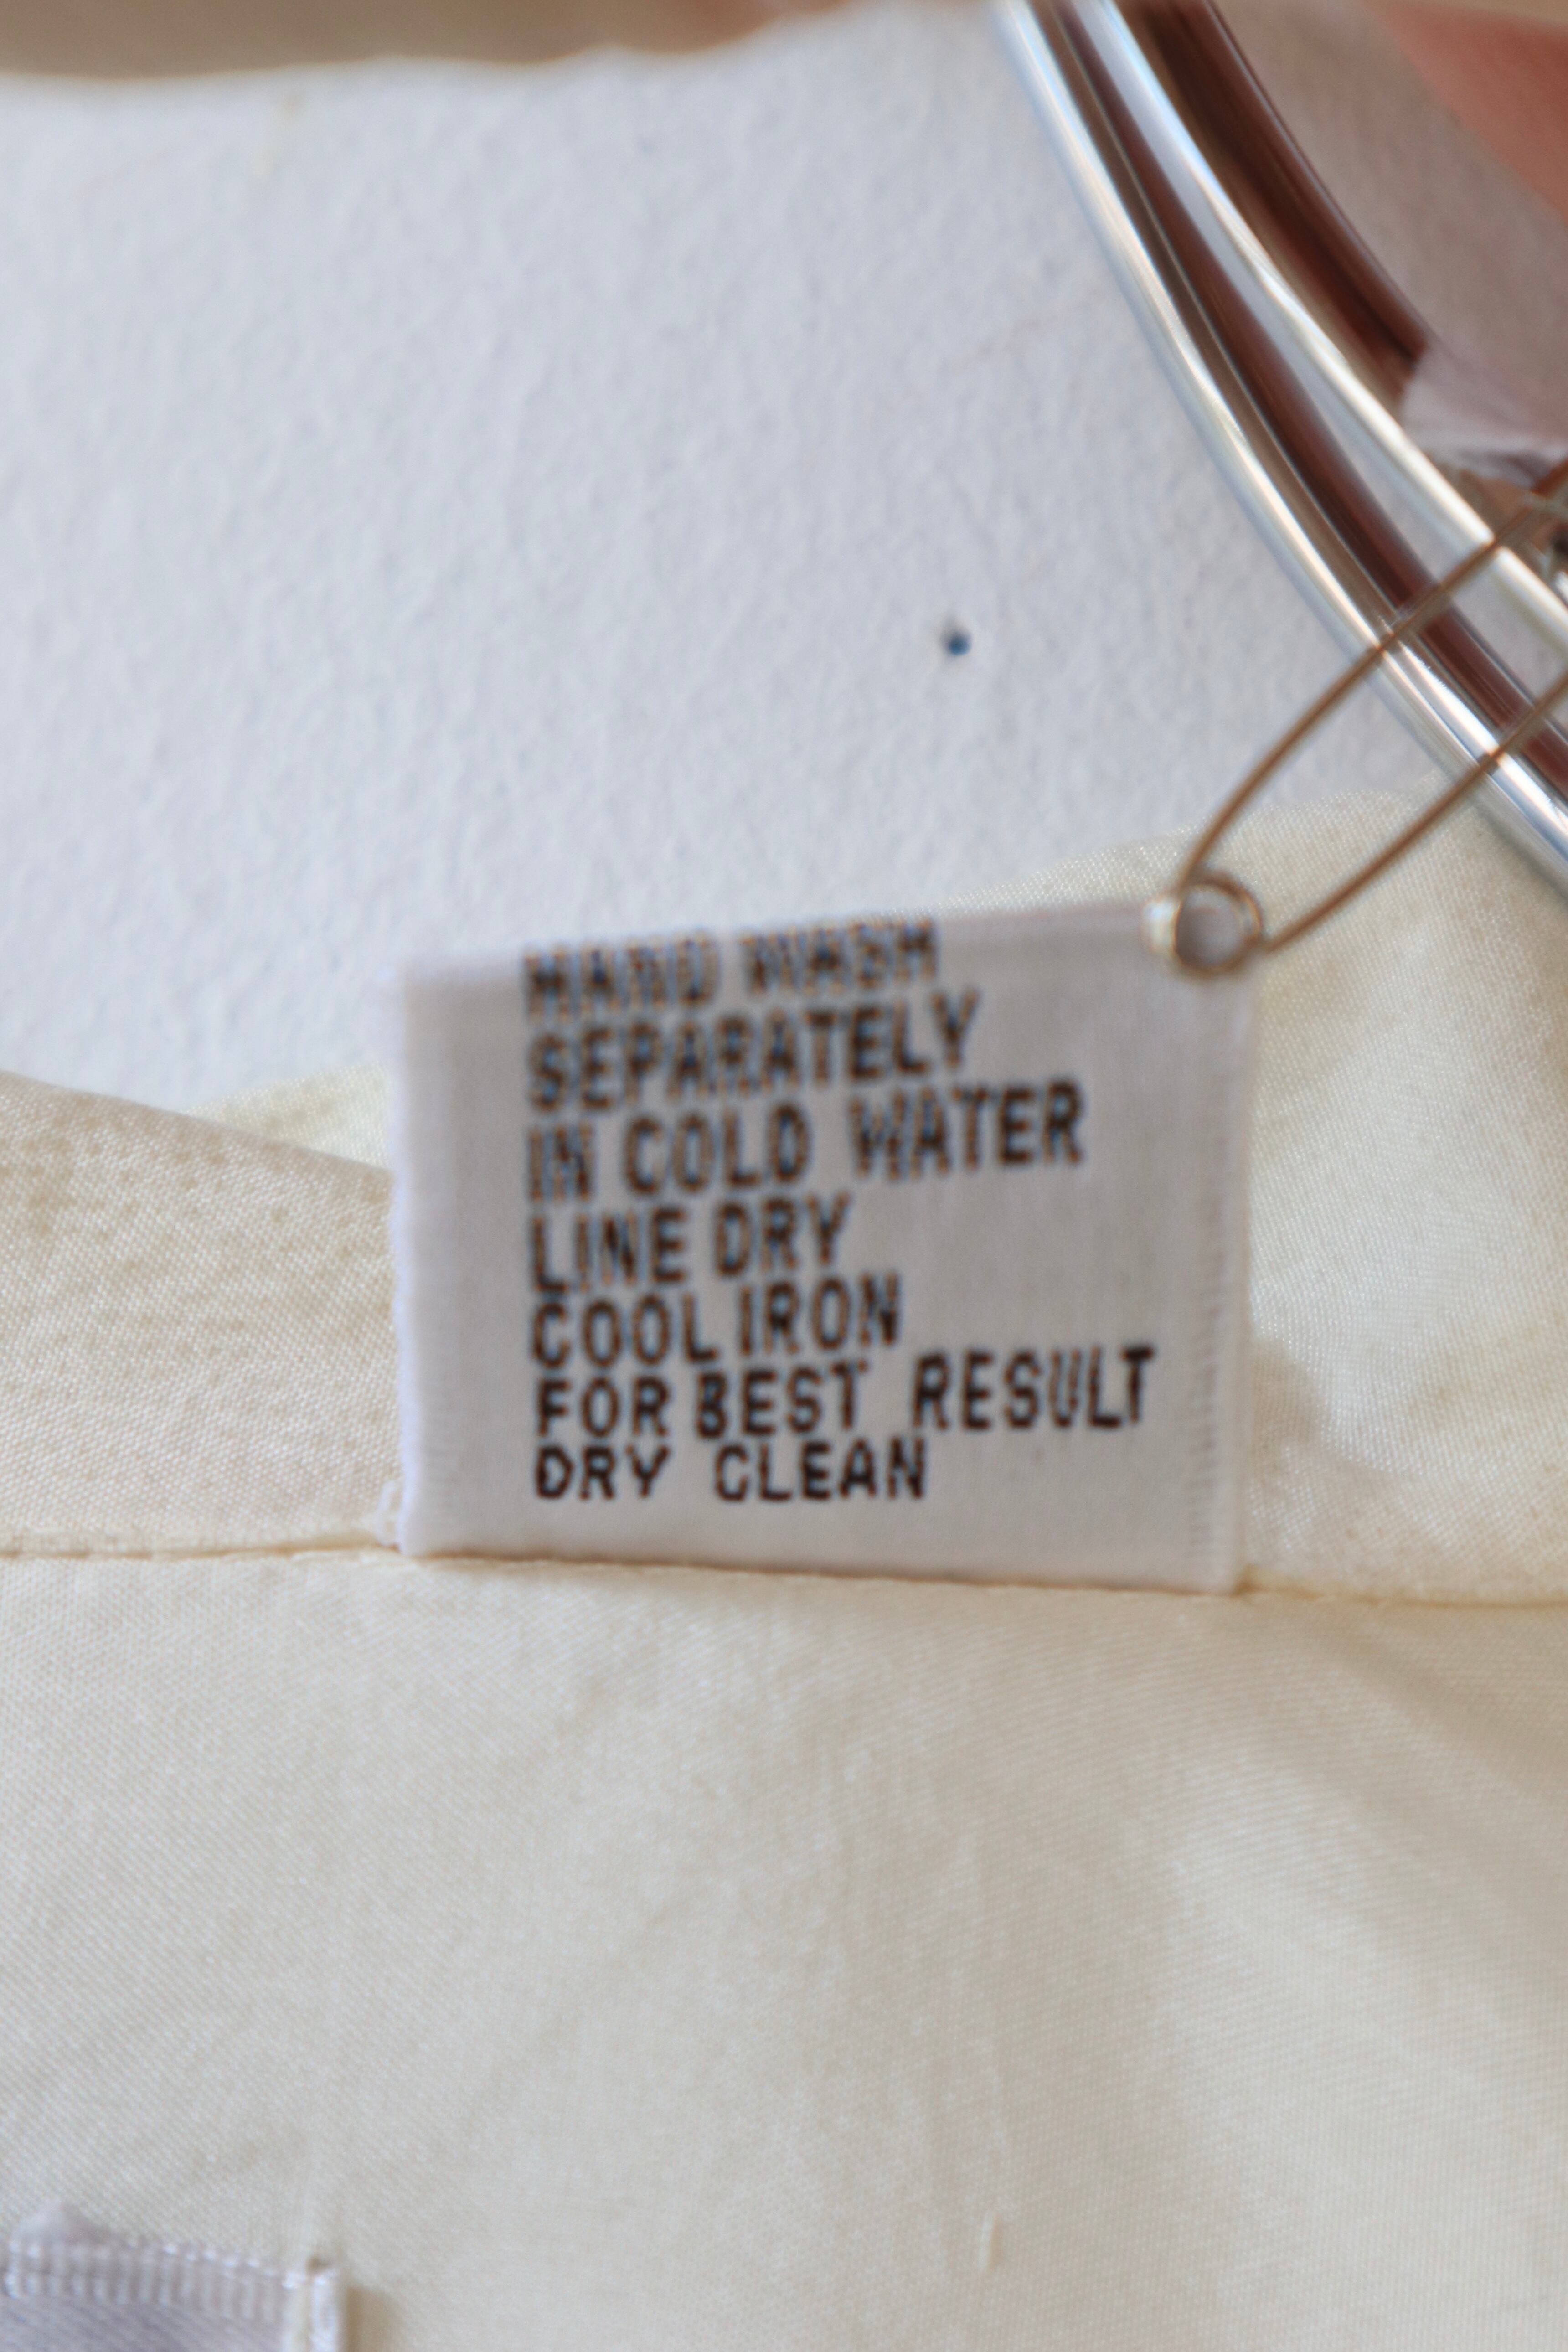 HAND WASH
SEPARATELY
IN COLD WATER
LINE DRY
COOL IRON
FOR BEST RESULT
DRY CLEAN